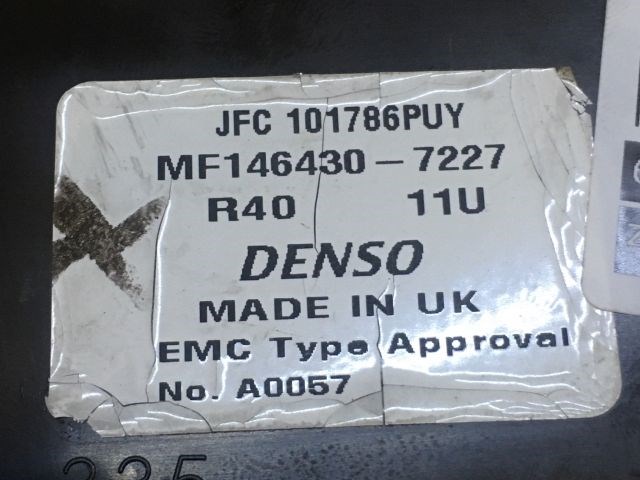 JFC 101786PUY
MF146430-7227
R40 11U
DENSO
MADE IN UK
EMC Type Approval
No. A0057